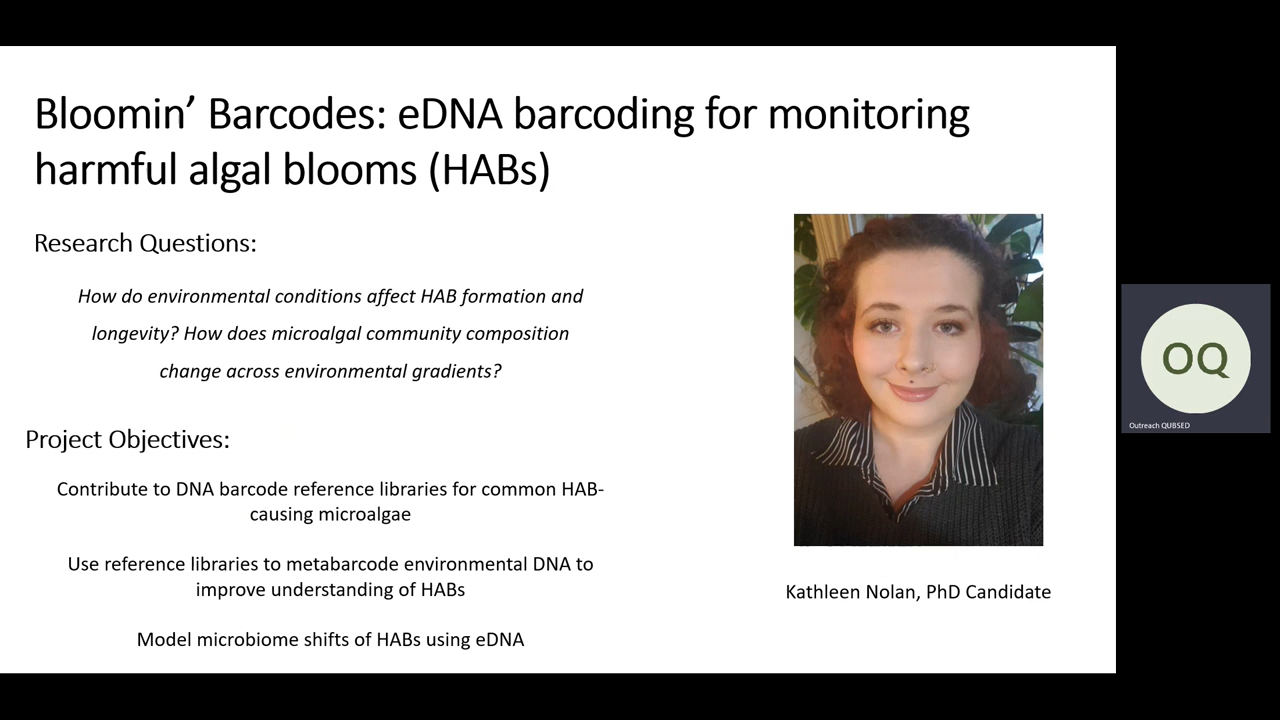 Bloomin’ Barcodes: eDNA barcoding for monitoring
harmful algal blooms (HABs)
Research Questions:
How do environmental conditions affect HAB formation and
longevity? How does microalgal community composition
change across environmental gradients?
Project Objectives:
Contribute to DNA barcode reference libraries for common HAB-
causing microalgae
Use reference libraries to metabarcode environmental DNA to
improve understanding of HABs
Model microbiome shifts of HABs using eDNA
Kathleen Nolan, PhD Candidate
OQ
Outreach QUBSED